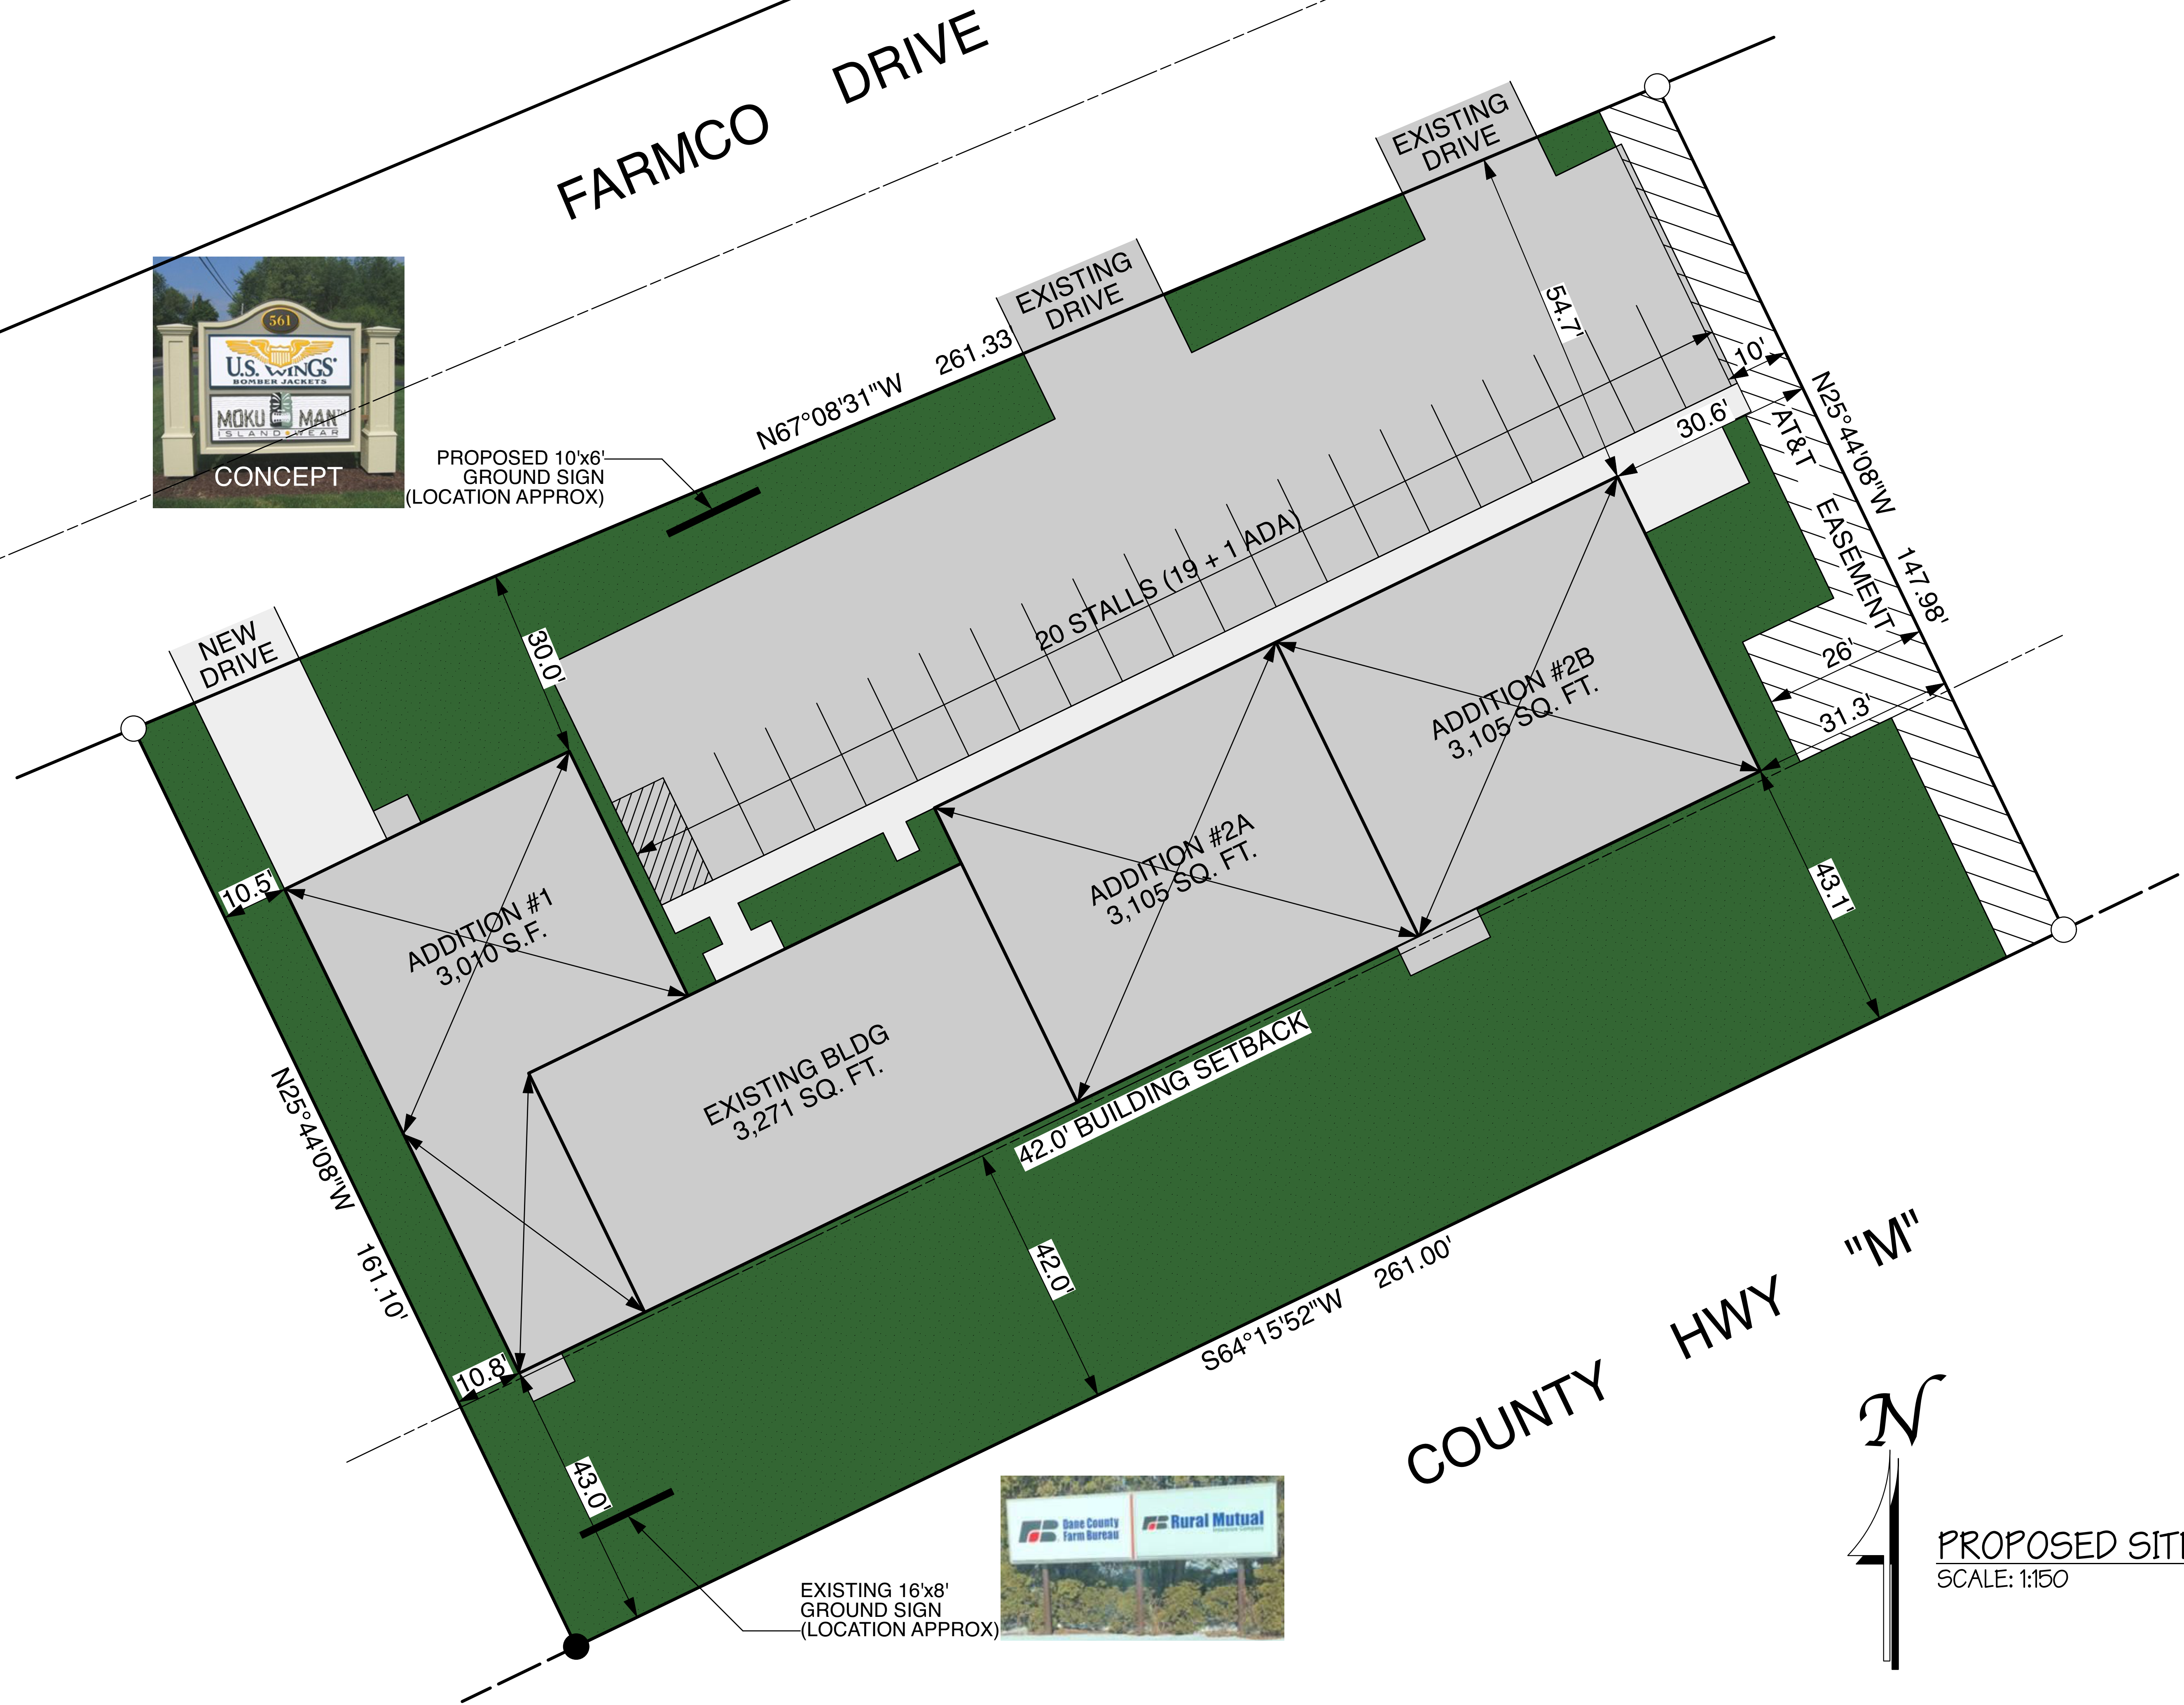 FARMCO DRIVE
EXISTING
DRIVE
EXISTING
DRIVE
561
U.S. WINGS
BOMBER JACKETS
MOKU MAN
ISLAND WEAR
CONCEPT
N67°08'31"W 261.33'
PROPOSED 10'x6'
GROUND SIGN
(LOCATION APPROX)
54.7'
10'
30.6'
N25°44'08"W 147.98'
AT&T EASEMENT
20 STALLS (19 + 1 ADA)
NEW
DRIVE
30.0'
26'
31.3'
ADDITION #2B
3,105 SQ. FT.
ADDITION #2A
3,105 SQ. FT.
10.5'
ADDITION #1
3,010 S.F.
43.1'
EXISTING BLDG
3,271 SQ. FT.
42.0' BUILDING SETBACK
N25°44'08"W 161.10'
42.0'
S64°15'52"W 261.00'
COUNTY HWY "M"
10.8'
43.0'
EXISTING 16'x8'
GROUND SIGN
(LOCATION APPROX)
Dane County
Farm Bureau
Rural Mutual
Insurance Company
N
PROPOSED SITE
SCALE: 1:150